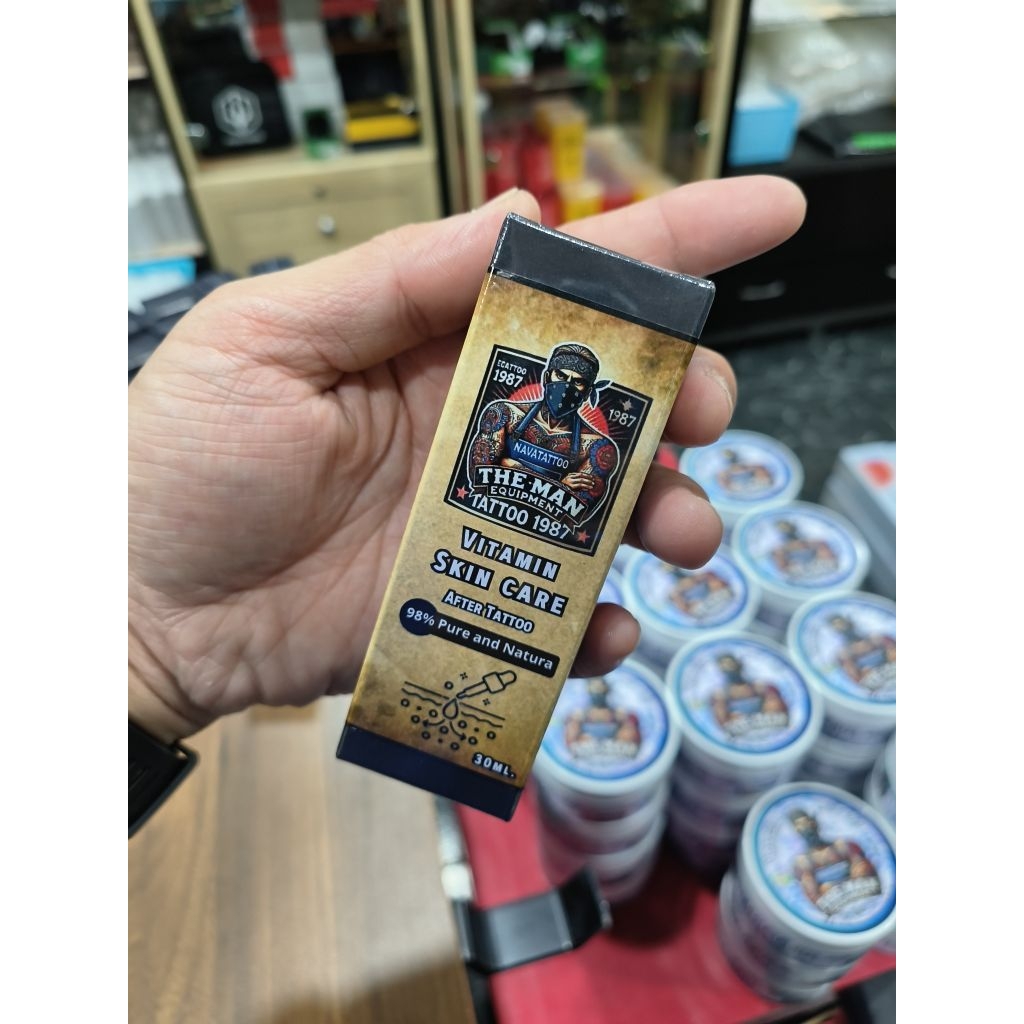 ECATTOO
1987
1987
NAVATATTOO
THE MAN
EQUIPMENT
TATTOO 1987
VITAMIN
SKIN CARE
AFTER TATTOO
98% Pure and Natura
30ML.